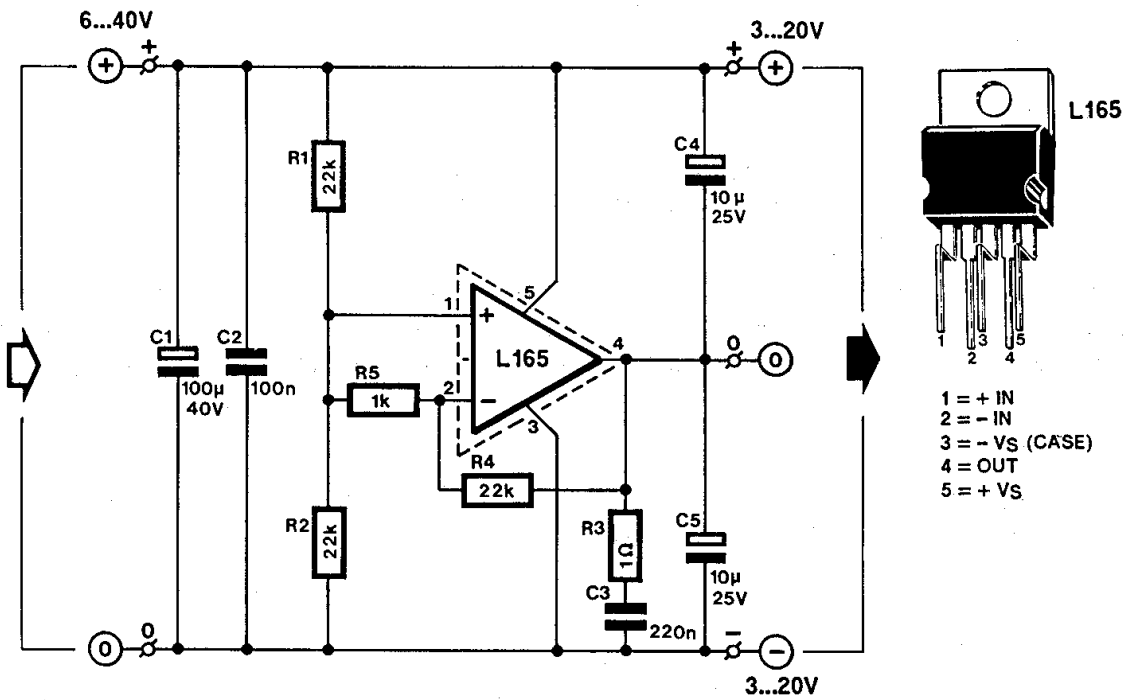 6...40V
3...20V
+
+
+
+
L165
R1
22k
C4
10µ
25V
C1
100µ
40V
C2
100n
1
+
5
L165
4
0
0
R5
1k
2
−
3
R4
22k
R2
22k
R3
1Ω
C3
220n
C5
10µ
25V
0
0
−
−
3...20V
1
2
3
4
5
1 = + IN
2 = − IN
3 = − VS (CASE)
4 = OUT
5 = + VS